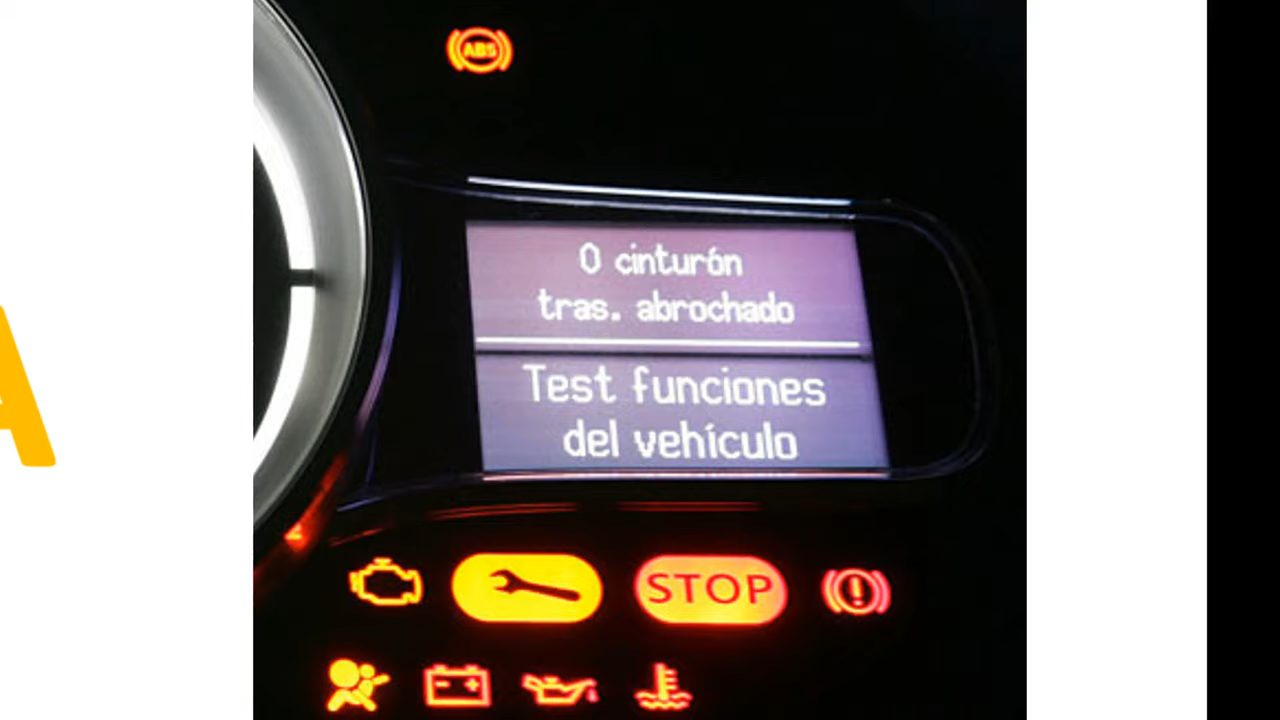 ABS
0 cinturón
tras. abrochado
Test funciones
del vehículo
STOP
A